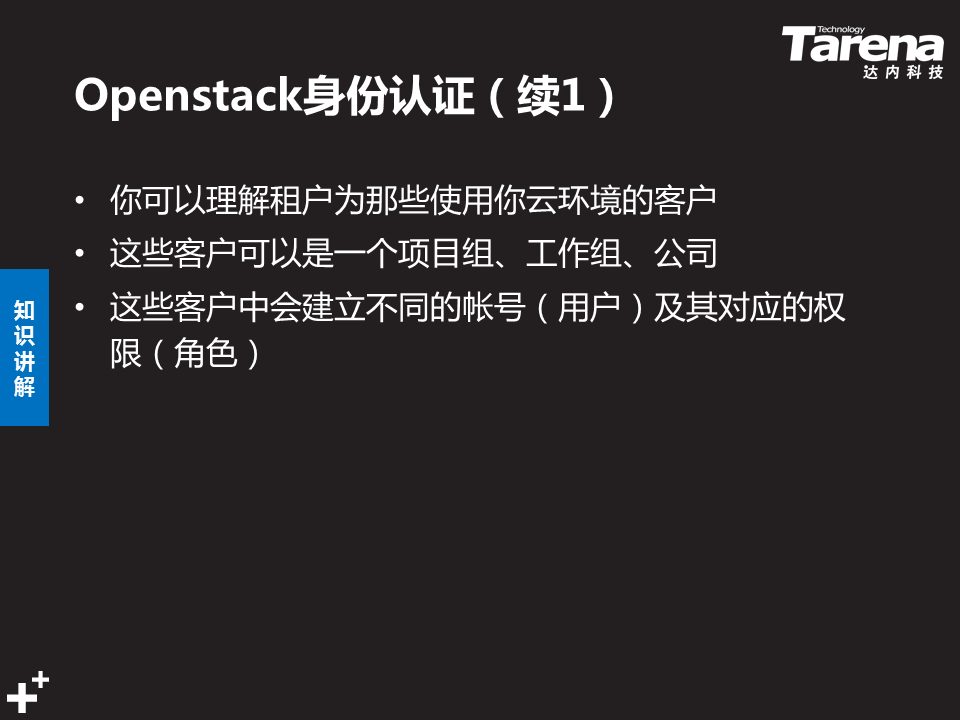 Technology
Tarena
达内科技
Openstack身份认证（续1）
• 你可以理解租户为那些使用你云环境的客户
• 这些客户可以是一个项目组、工作组、公司
• 这些客户中会建立不同的帐号（用户）及其对应的权
限（角色）
知
识
讲
解